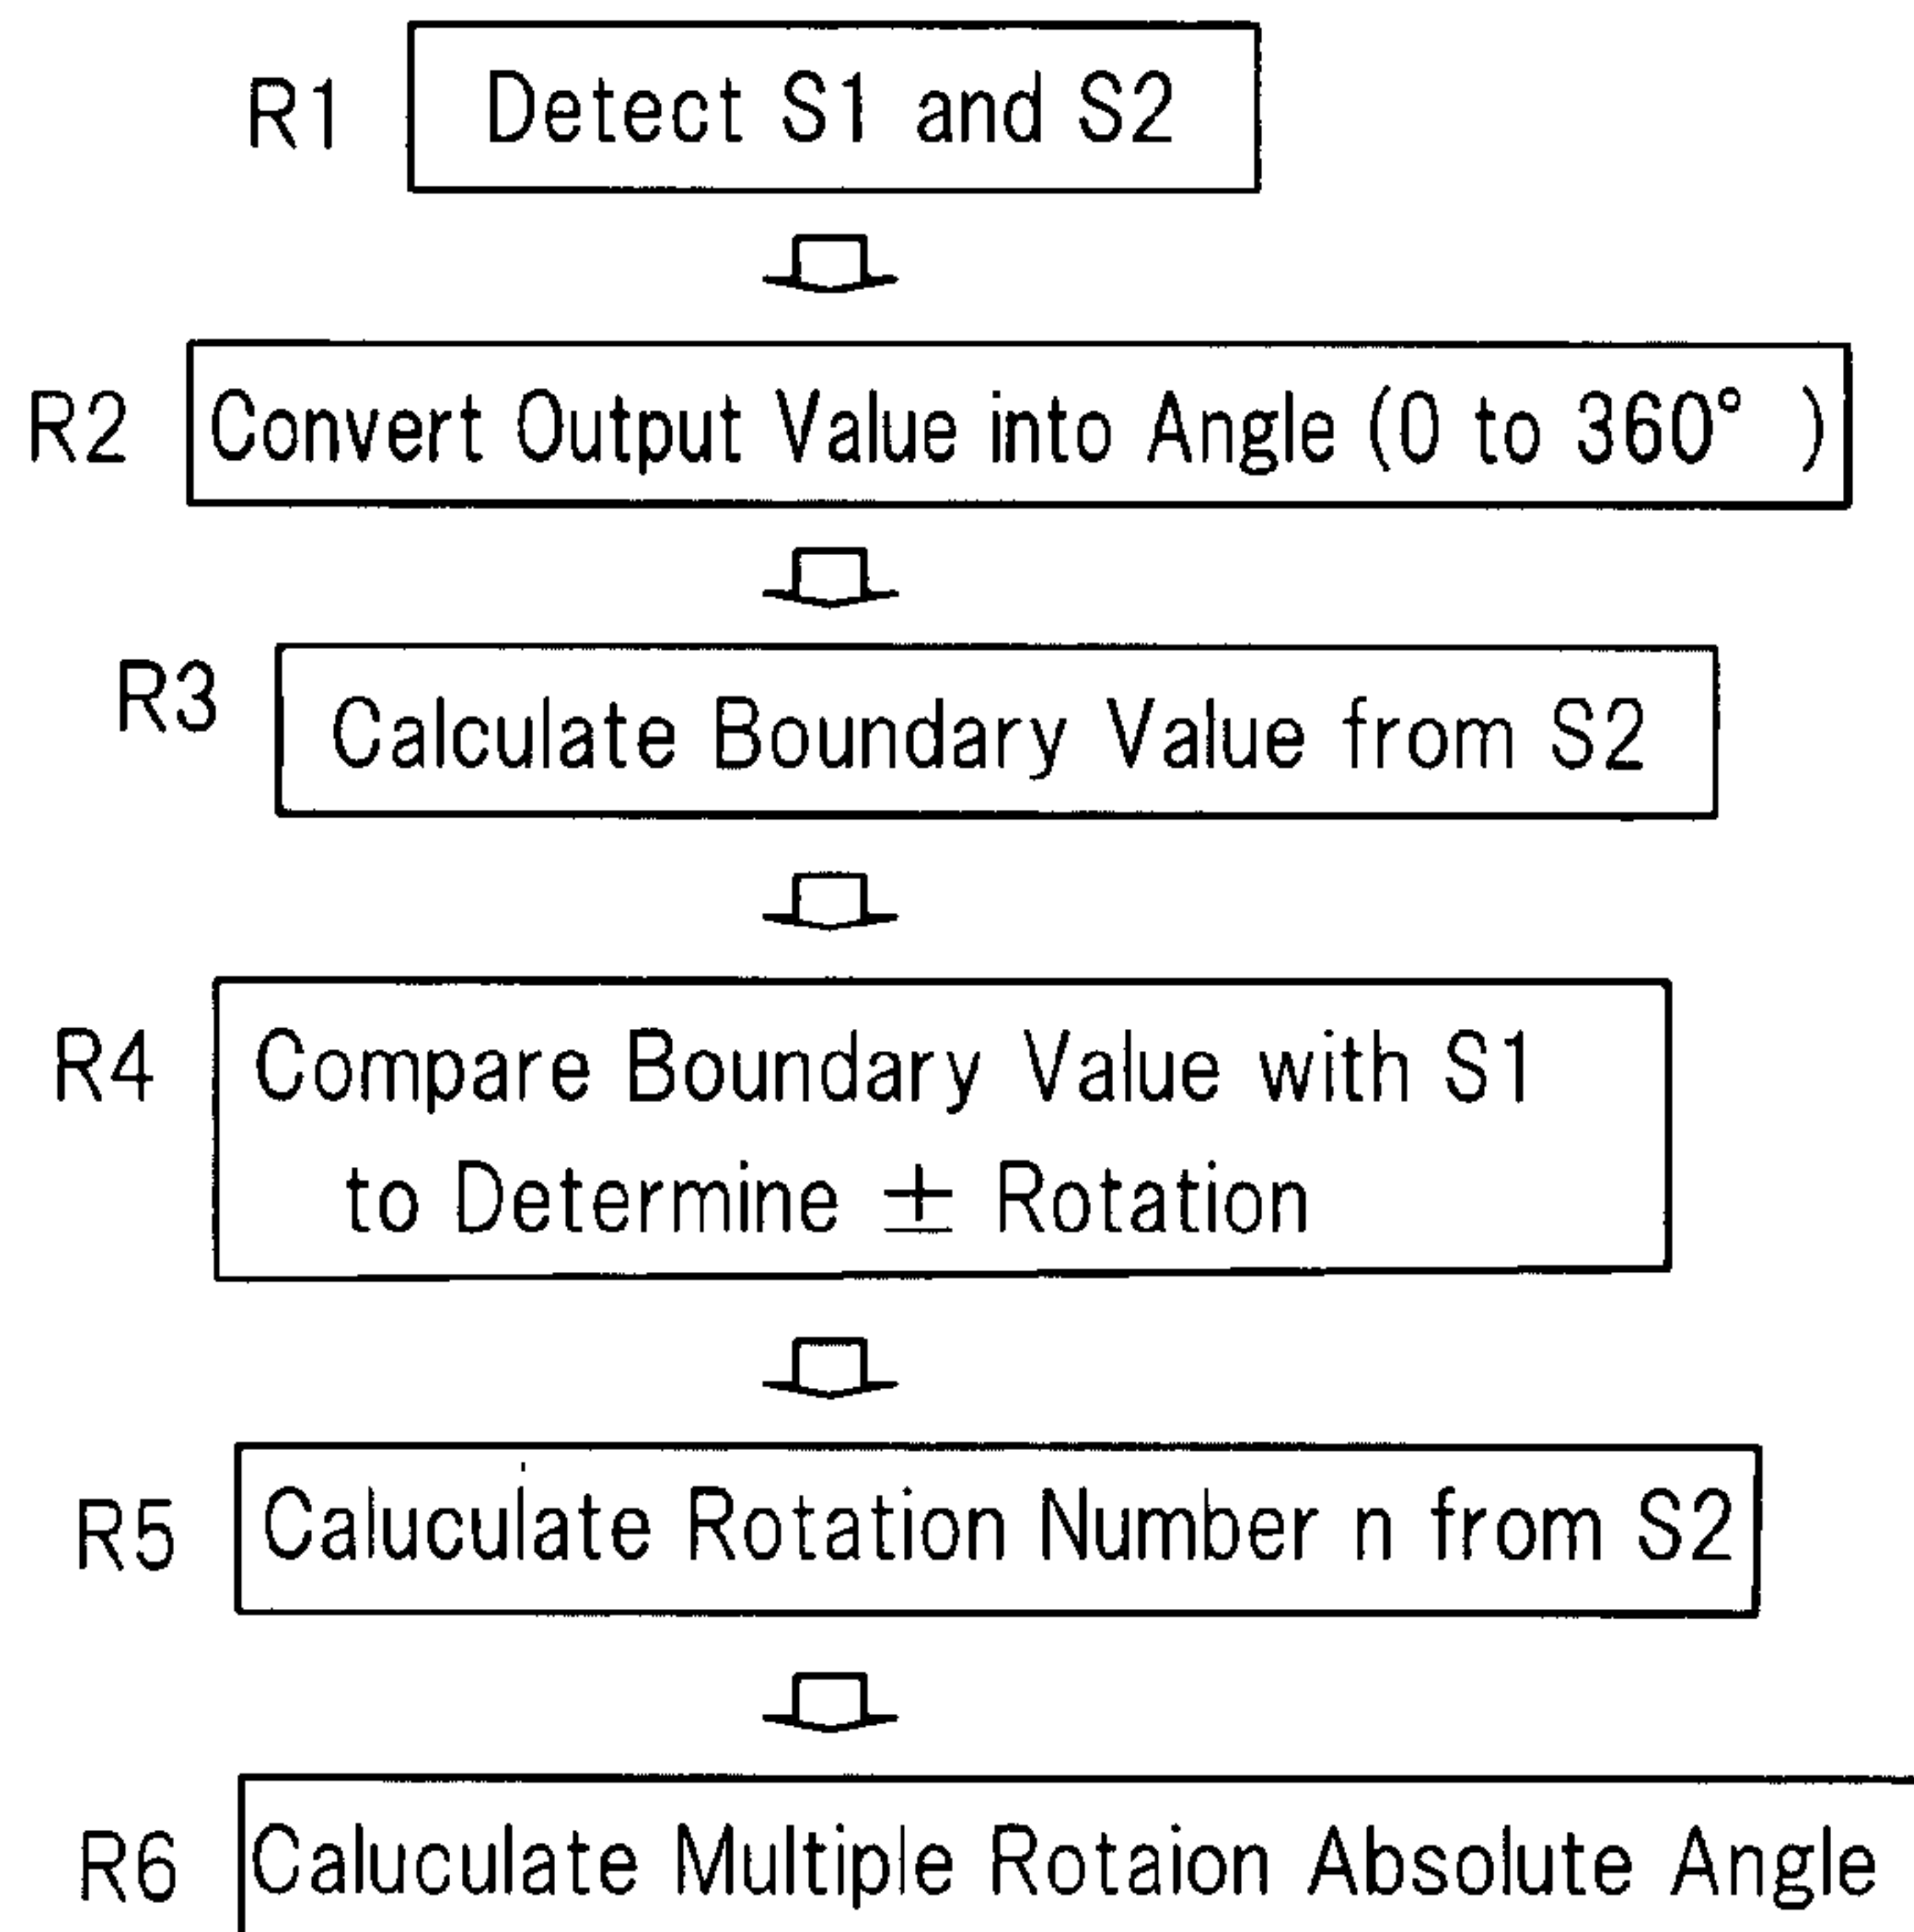 R1 Detect S1 and S2
R2 Convert Output Value into Angle (0 to 360° )
R3 Calculate Boundary Value from S2
R4 Compare Boundary Value with S1
to Determine ± Rotation
R5 Caluculate Rotation Number n from S2
R6 Caluculate Multiple Rotaion Absolute Angle